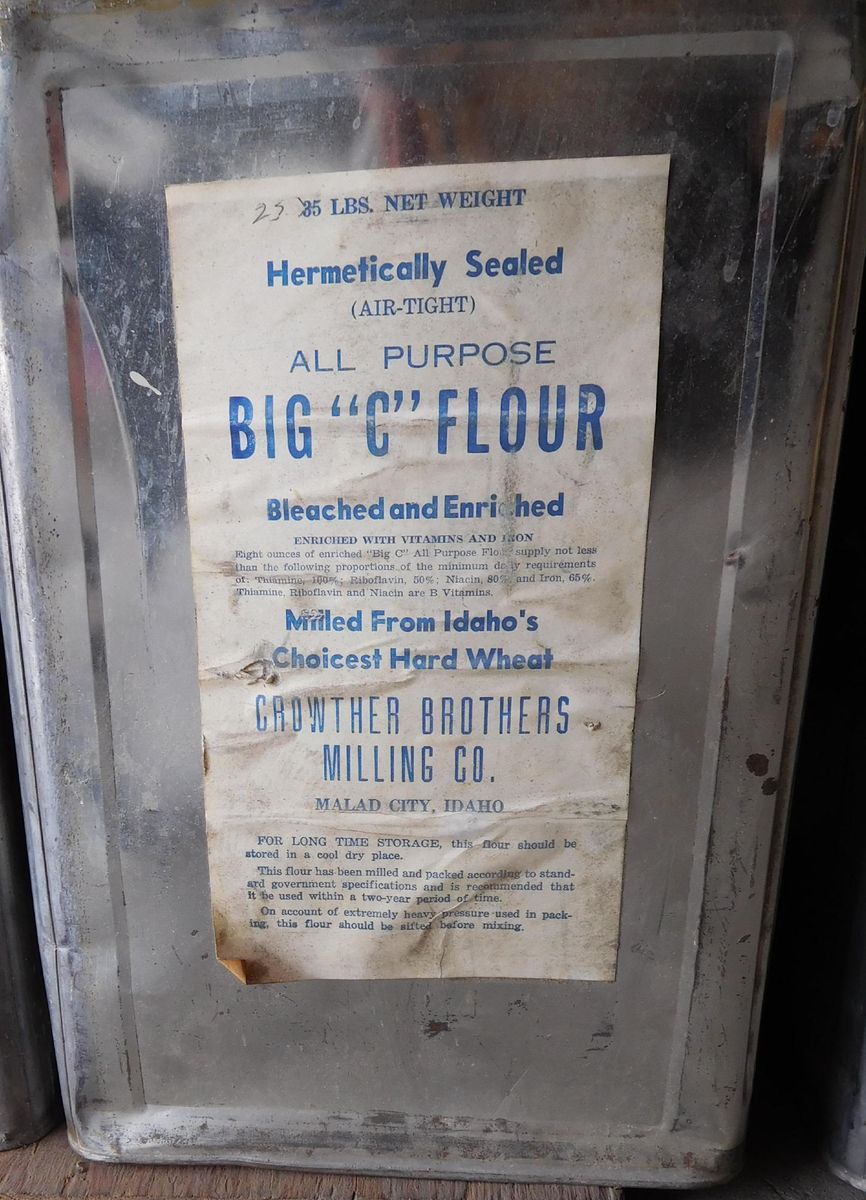 25 35 LBS. NET WEIGHT
Hermetically Sealed
(AIR-TIGHT)
ALL PURPOSE
BIG "C" FLOUR
Bleached and Enriched
ENRICHED WITH VITAMINS AND IRON
Eight ounces of enriched "Big C" All Purpose Flour supply not less
than the following proportions of the minimum daily requirements
of: Thiamine, 100%; Riboflavin, 50%; Niacin, 80% and Iron, 65%.
Thiamine, Riboflavin and Niacin are B Vitamins.
Milled From Idaho's
Choicest Hard Wheat
CROWTHER BROTHERS
MILLING CO.
MALAD CITY, IDAHO
FOR LONG TIME STORAGE, this flour should be
stored in a cool dry place.
This flour has been milled and packed according to stand-
ard government specifications and is recommended that
it be used within a two-year period of time.
On account of extremely heavy pressure used in pack-
ing, this flour should be sifted before mixing.